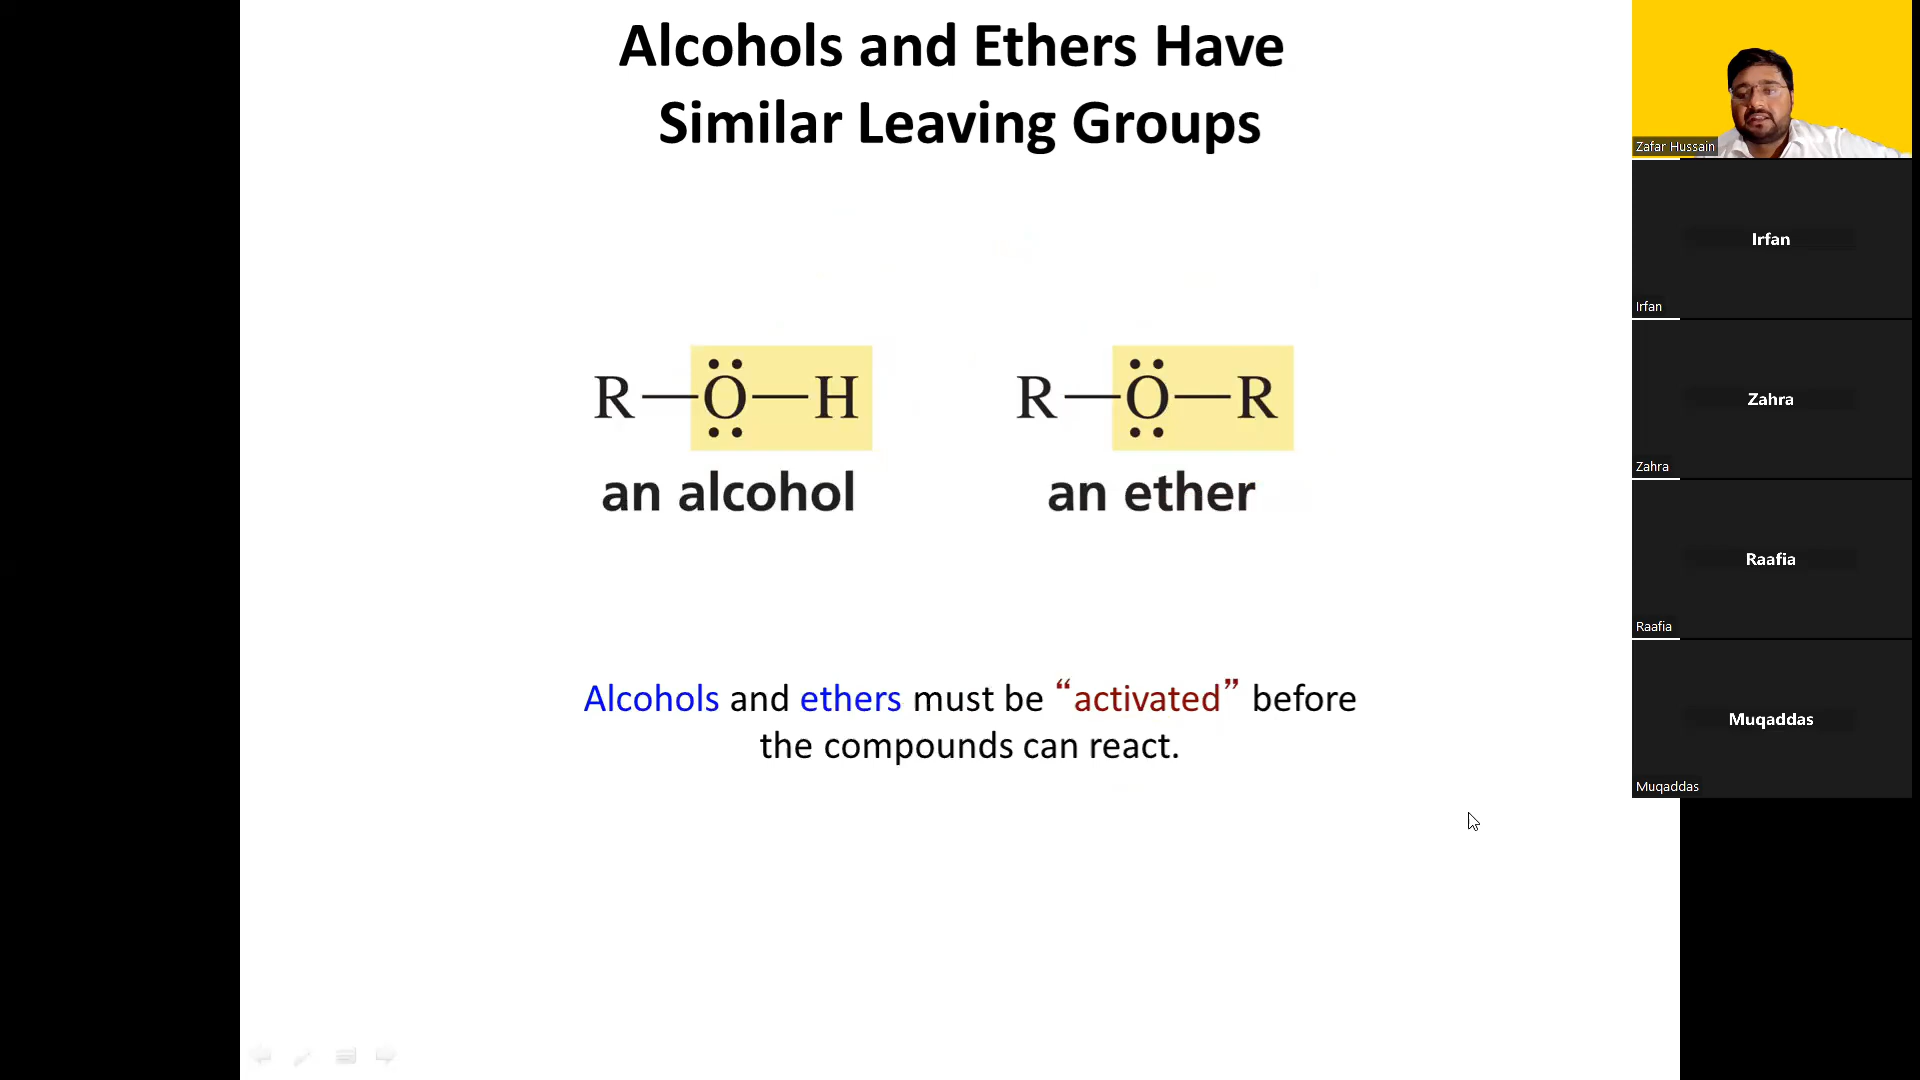 Alcohols and Ethers Have
Similar Leaving Groups
R—O—H
an alcohol
R—O—R
an ether
Alcohols and ethers must be “activated” before
the compounds can react.
Zafar Hussain
Irfan
Irfan
Zahra
Zahra
Raafia
Raafia
Muqaddas
Muqaddas